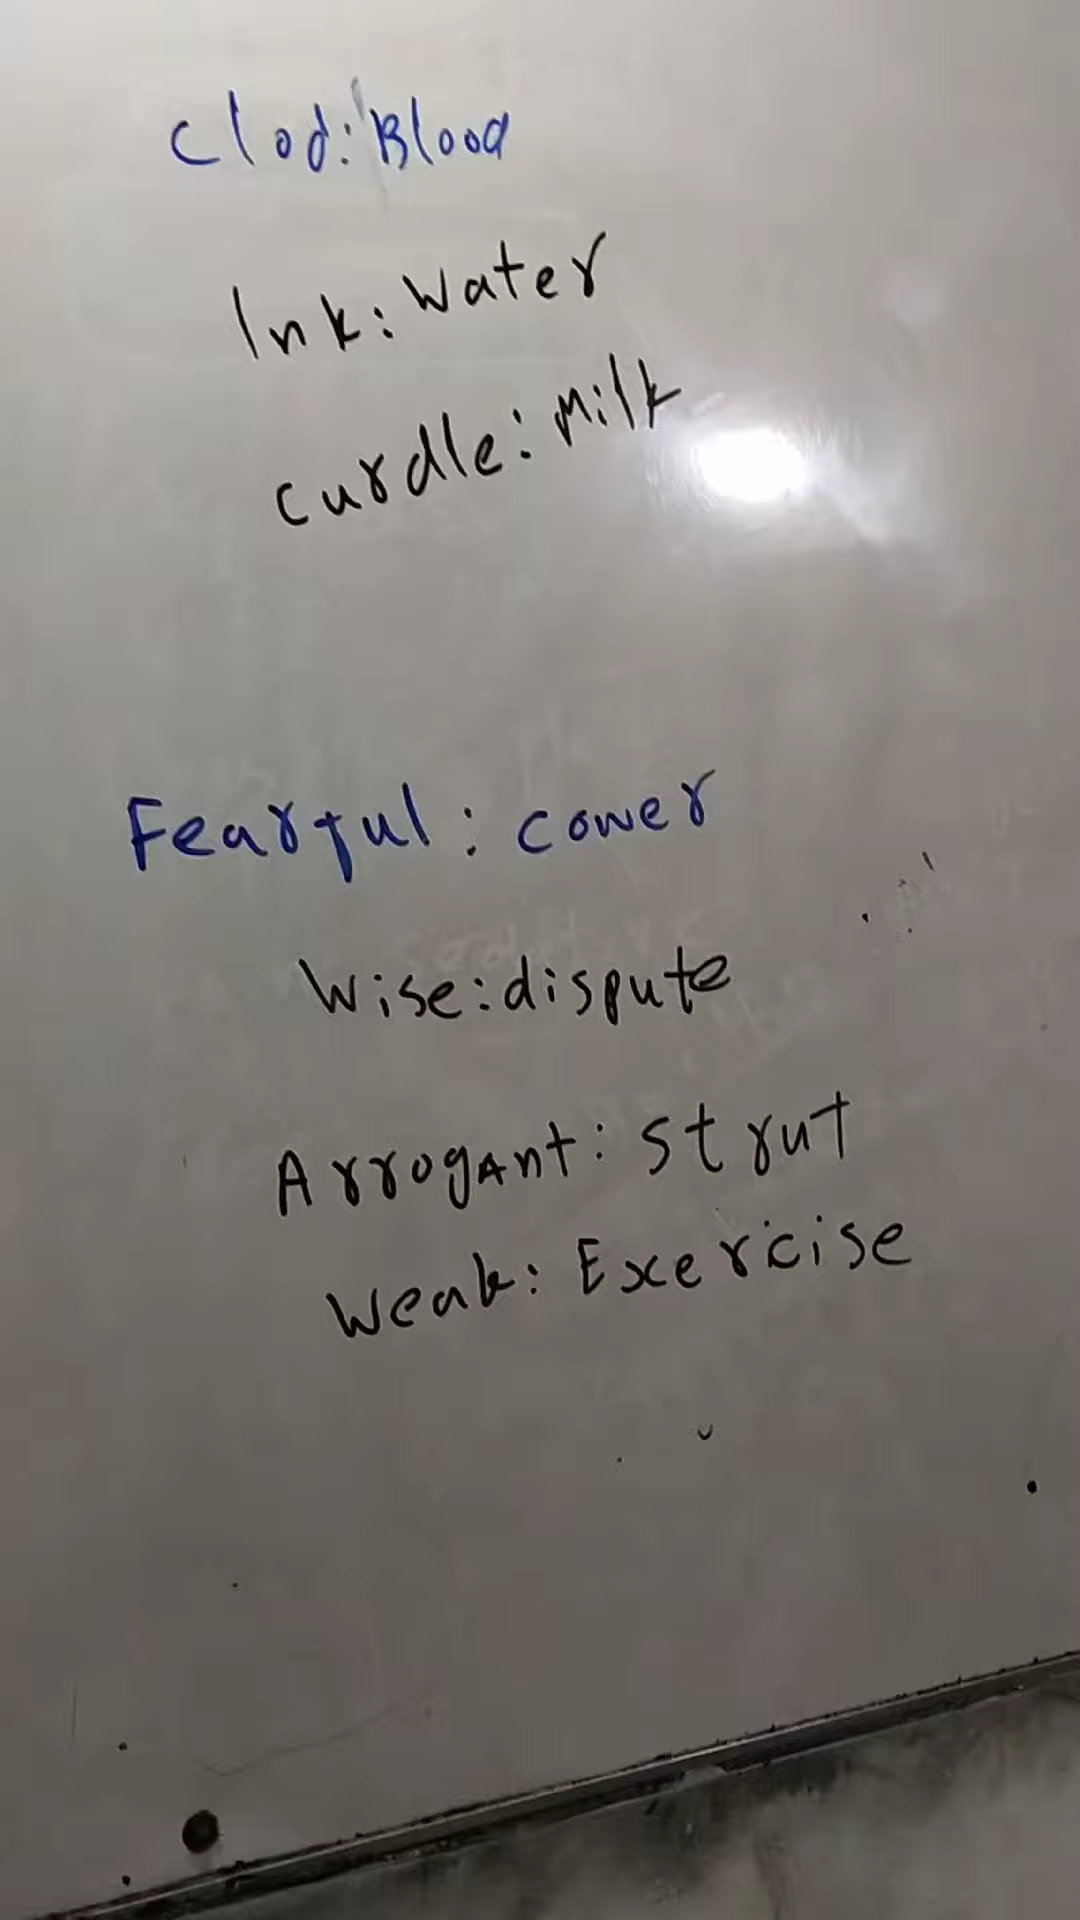 Clod: Blood
Ink: Water
Curdle: Milk
Fearful: cower
Wise: dispute
Arrogant: strut
Weak: Exercise